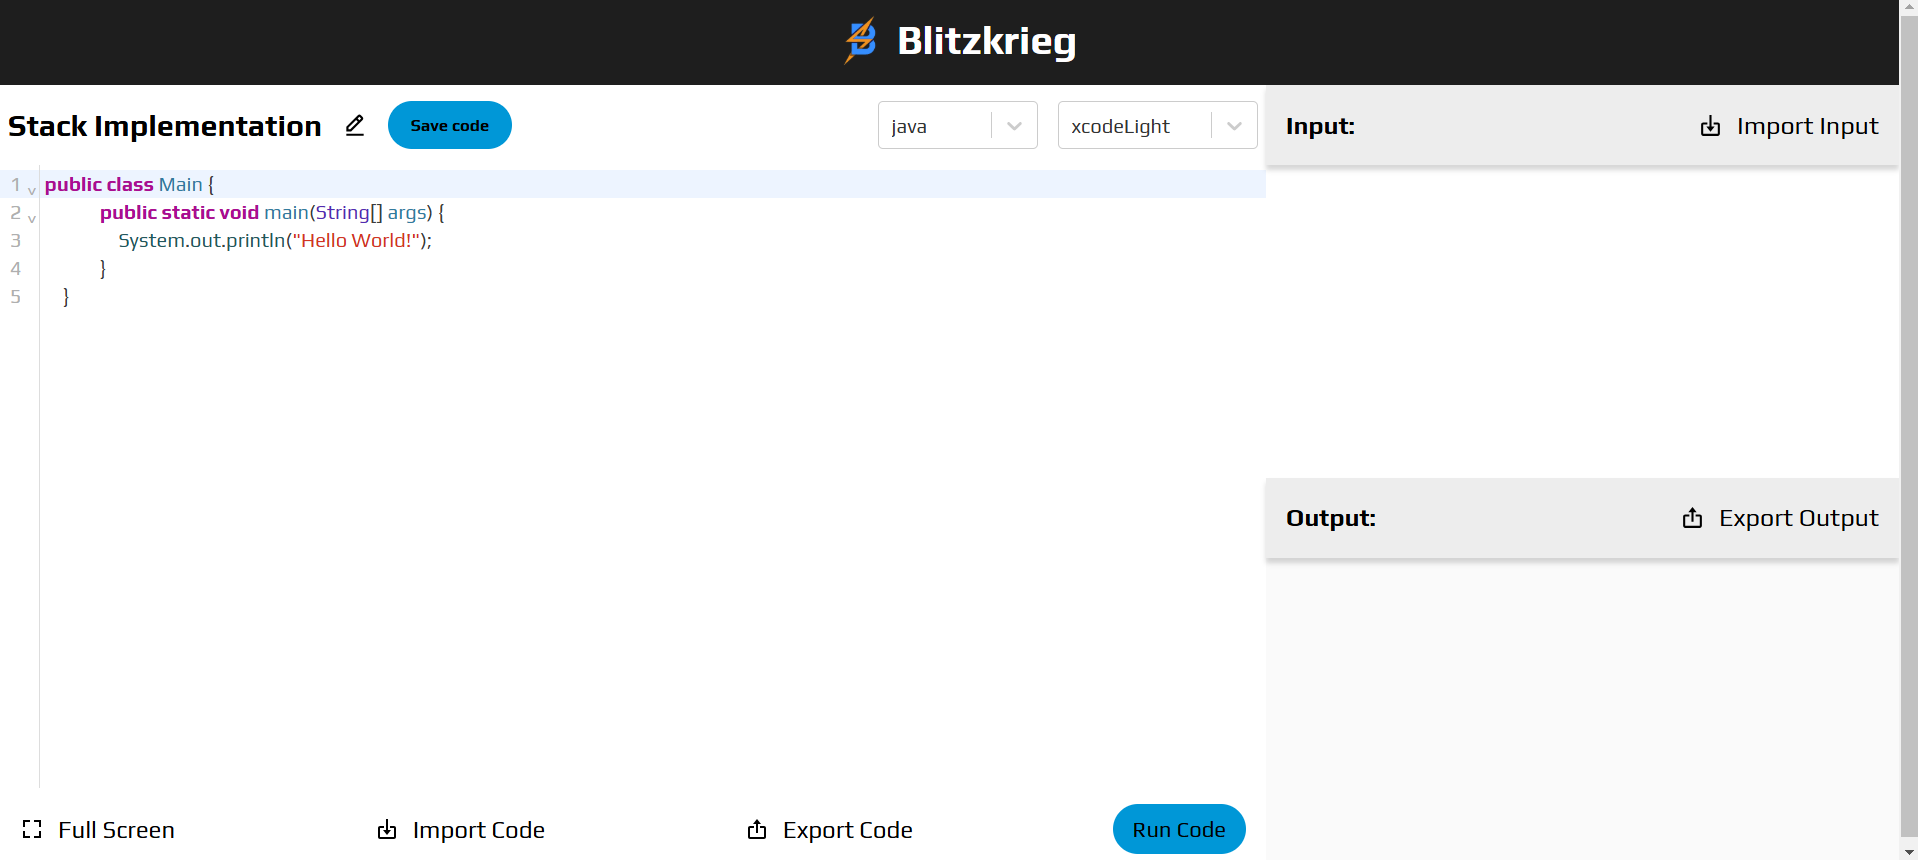 Blitzkrieg
Stack Implementation
Save code
java
xcodeLight
1 public class Main {
2 public static void main(String[] args) {
3 System.out.println("Hello World!");
4 }
5 }
Full Screen
Import Code
Export Code
Run Code
Input:
Import Input
Output:
Export Output